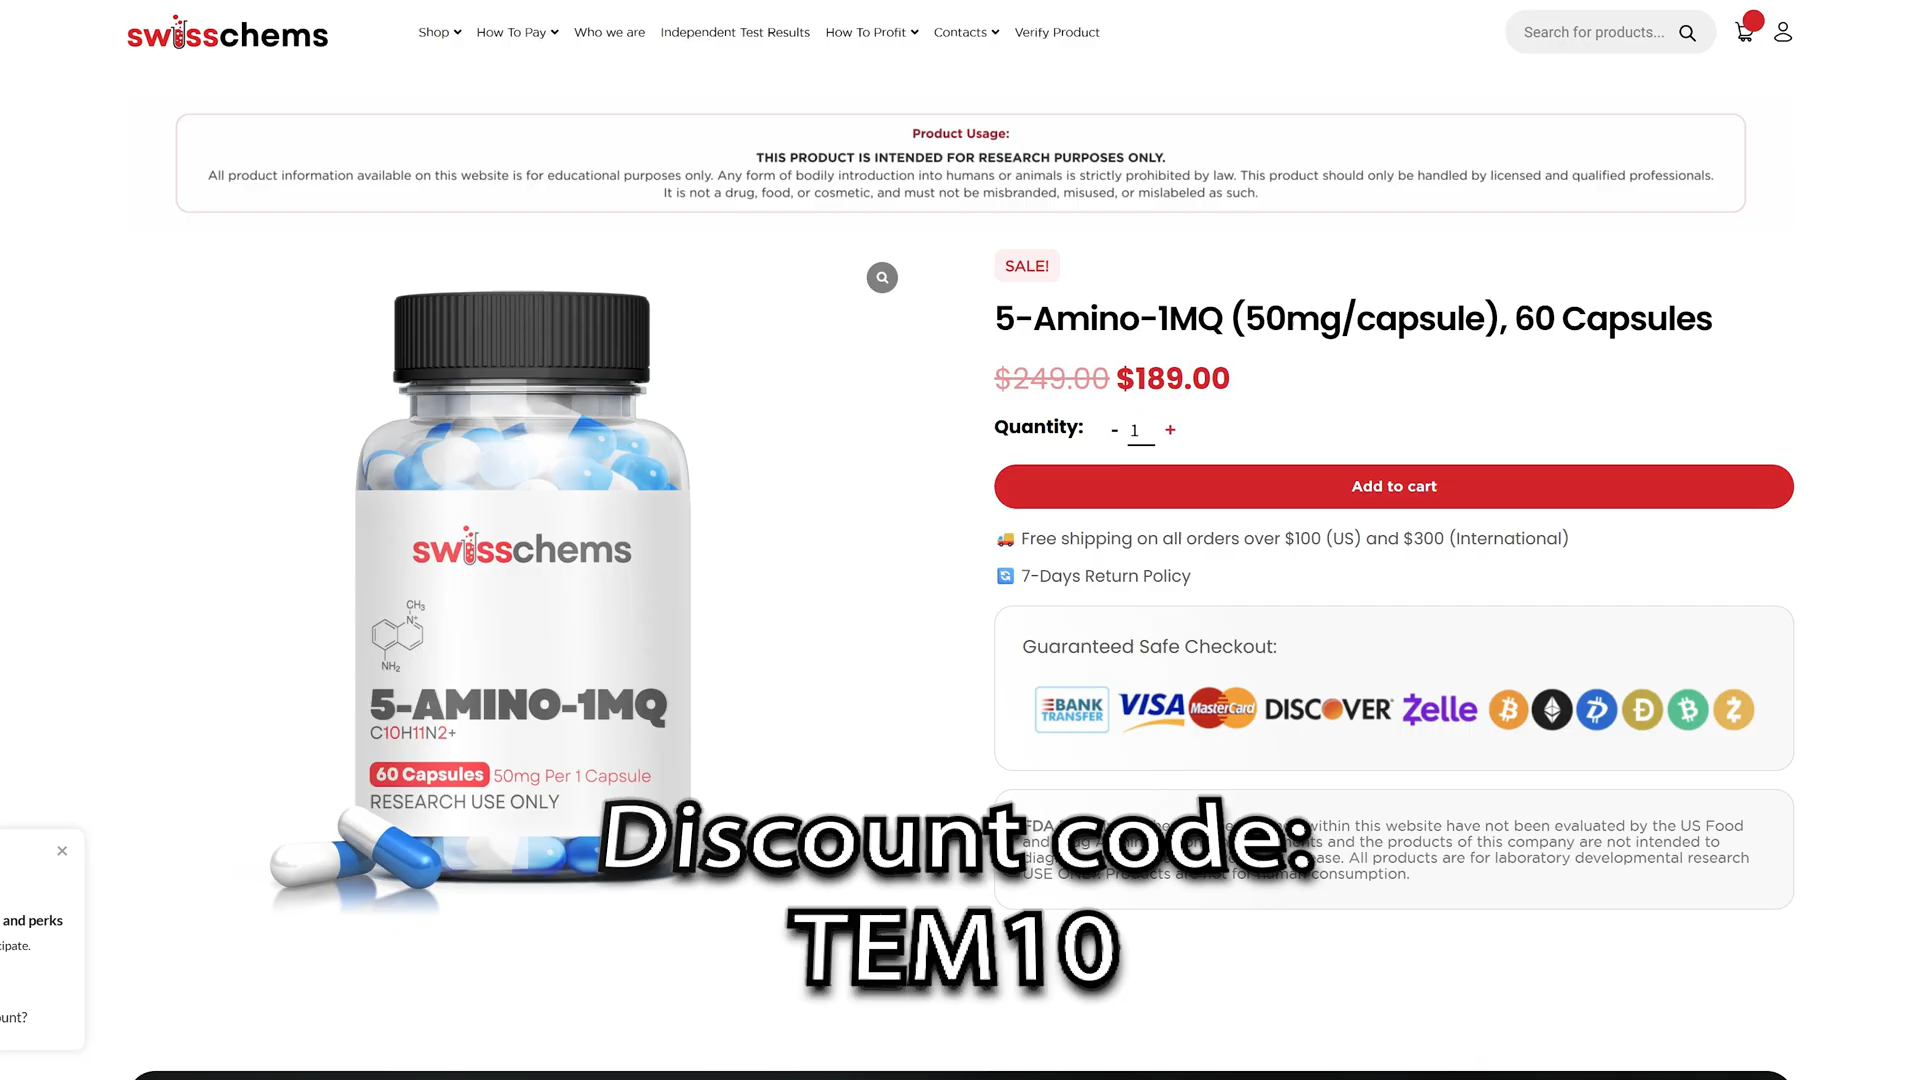 swisschems
Shop
How To Pay
Who we are
Independent Test Results
How To Profit
Contacts
Verify Product
Search for products...
Product Usage:
THIS PRODUCT IS INTENDED FOR RESEARCH PURPOSES ONLY.
All product information available on this website is for educational purposes only. Any form of bodily introduction into humans or animals is strictly prohibited by law. This product should only be handled by licensed and qualified professionals.
It is not a drug, food, or cosmetic, and must not be misbranded, misused, or mislabeled as such.
SALE!
5-Amino-1MQ (50mg/capsule), 60 Capsules
$249.00 $189.00
Quantity: - 1 +
Add to cart
Free shipping on all orders over $100 (US) and $300 (International)
7-Days Return Policy
Guaranteed Safe Checkout:
BANK TRANSFER VISA MasterCard DISCOVER Zelle
swisschems
CH3
N+
NH2
5-AMINO-1MQ
C10H11N2+
60 Capsules 50mg Per 1 Capsule
RESEARCH USE ONLY
FDA within this website have not been evaluated by the US Food
and and the products of this company are not intended to
All products are for laboratory developmental research
USE Products are not for human consumption.
Discount code:
TEM10
and perks
cipate.
ount?